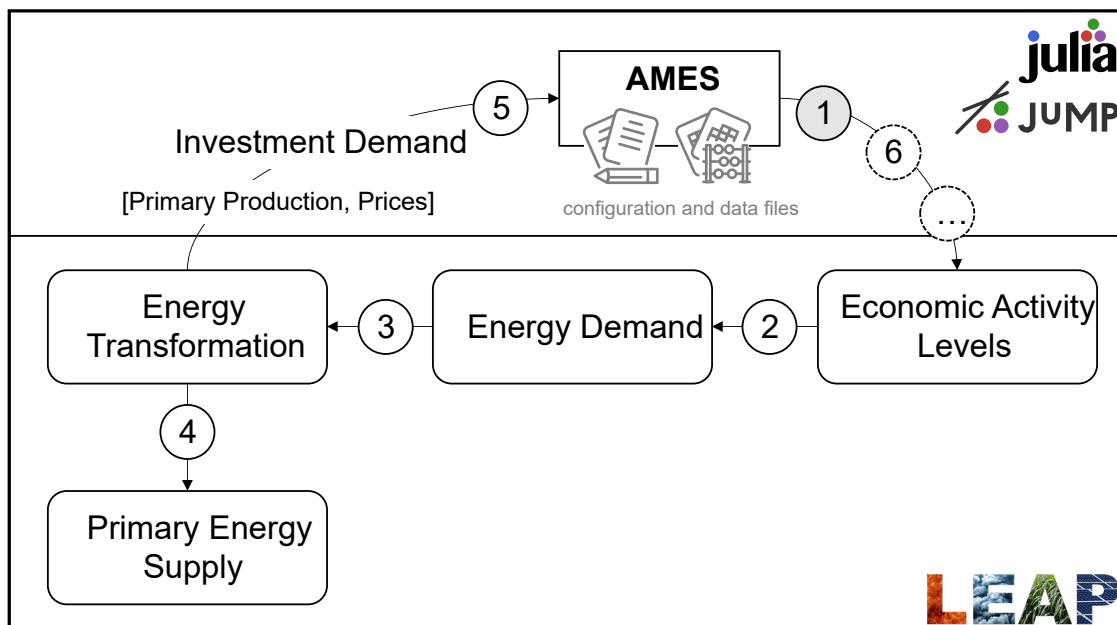 julia
JuMP
AMES
1
5
6
Investment Demand
[Primary Production, Prices]
configuration and data files
...
Energy
Transformation
3
Energy Demand
2
Economic Activity
Levels
4
Primary Energy
Supply
LEAP